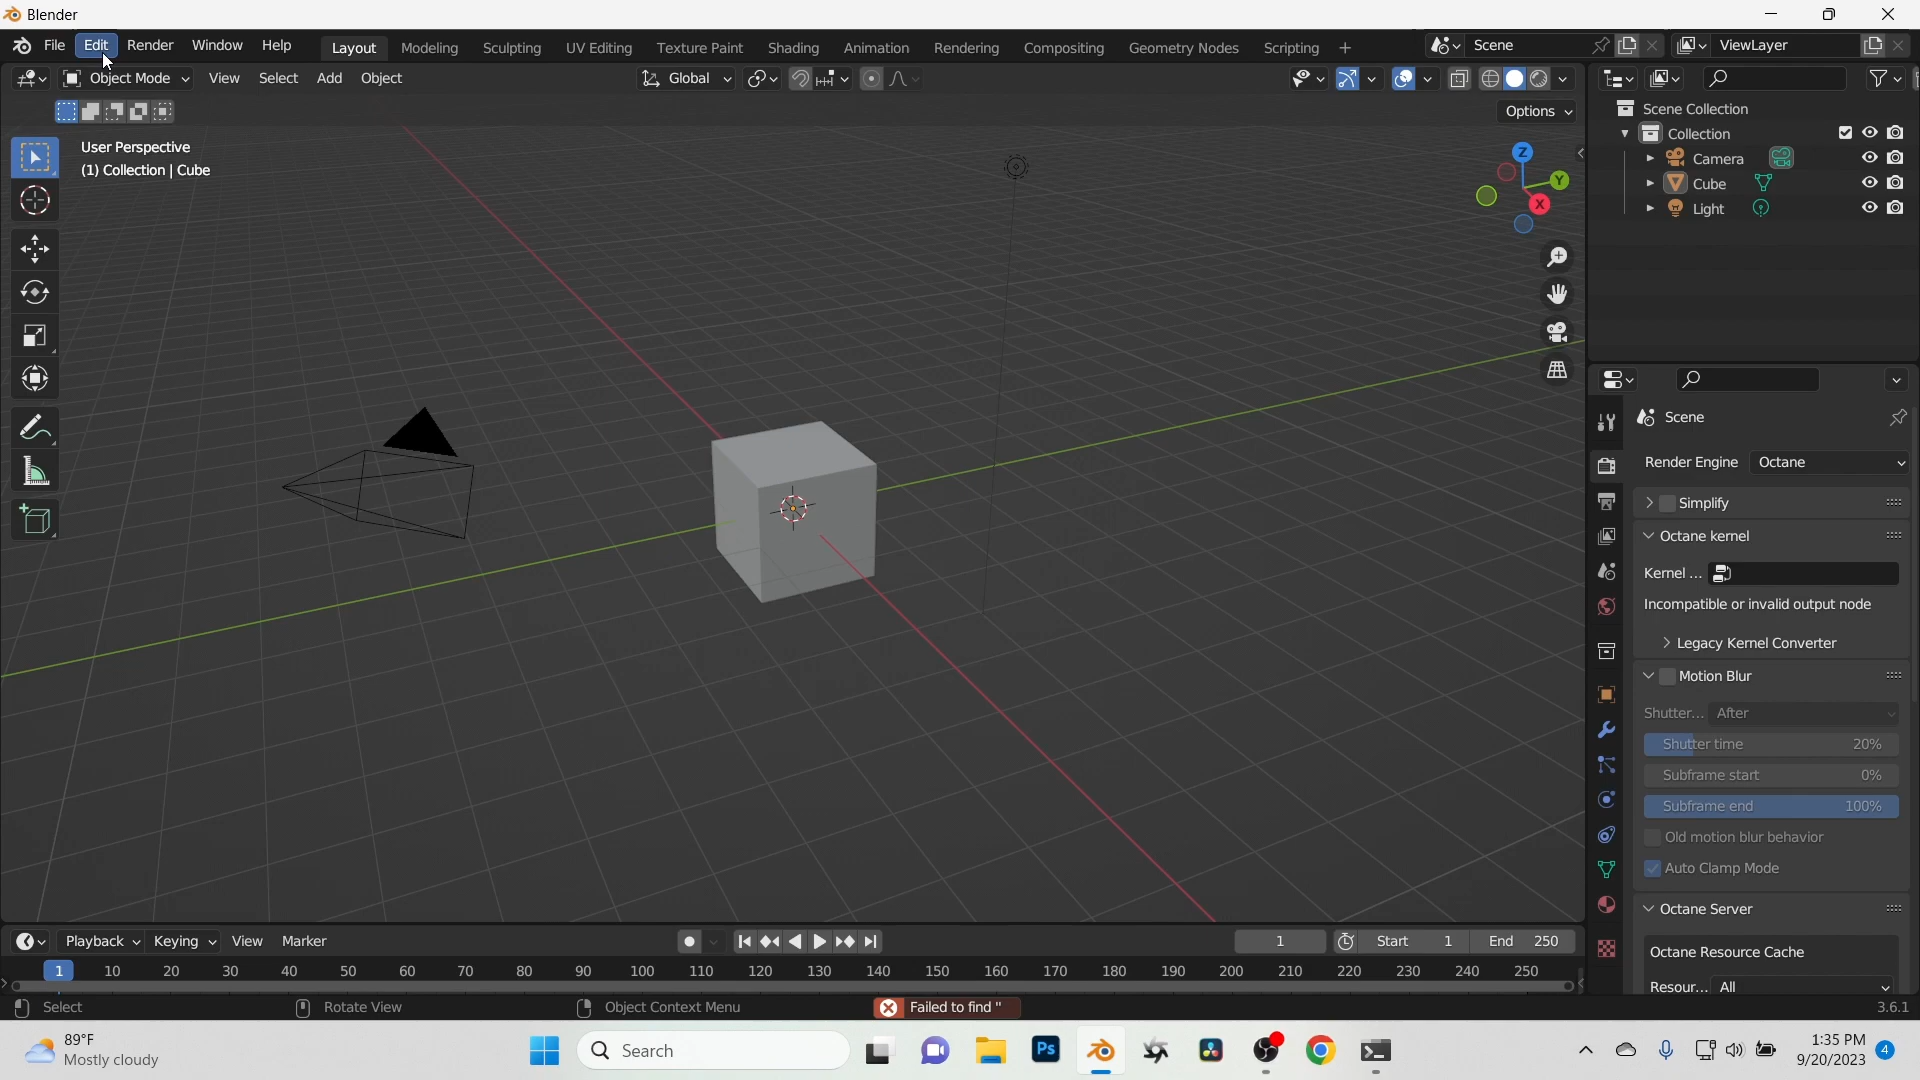 Blender
File Edit Render Window Help Layout Modeling Sculpting UV Editing Texture Paint Shading Animation Rendering Compositing Geometry Nodes Scripting + Scene ViewLayer
Object Mode View Select Add Object Global
Options
User Perspective
(1) Collection | Cube
Z
Y
X
Scene Collection
Collection
Camera
Cube
Light
Scene
Render Engine Octane
Simplify
Octane kernel
Kernel ...
Incompatible or invalid output node
Legacy Kernel Converter
Motion Blur
Shutter... After
Shutter time 20%
Subframe start 0%
Subframe end 100%
Old motion blur behavior
Auto Clamp Mode
Octane Server
Octane Resource Cache
Resour... All
Playback Keying View Marker 1 Start 1 End 250
1 10 20 30 40 50 60 70 80 90 100 110 120 130 140 150 160 170 180 190 200 210 220 230 240 250
Select Rotate View Object Context Menu Failed to find '' 3.6.1
89°F
Mostly cloudy
Search
Ps
1:35 PM
9/20/2023
4